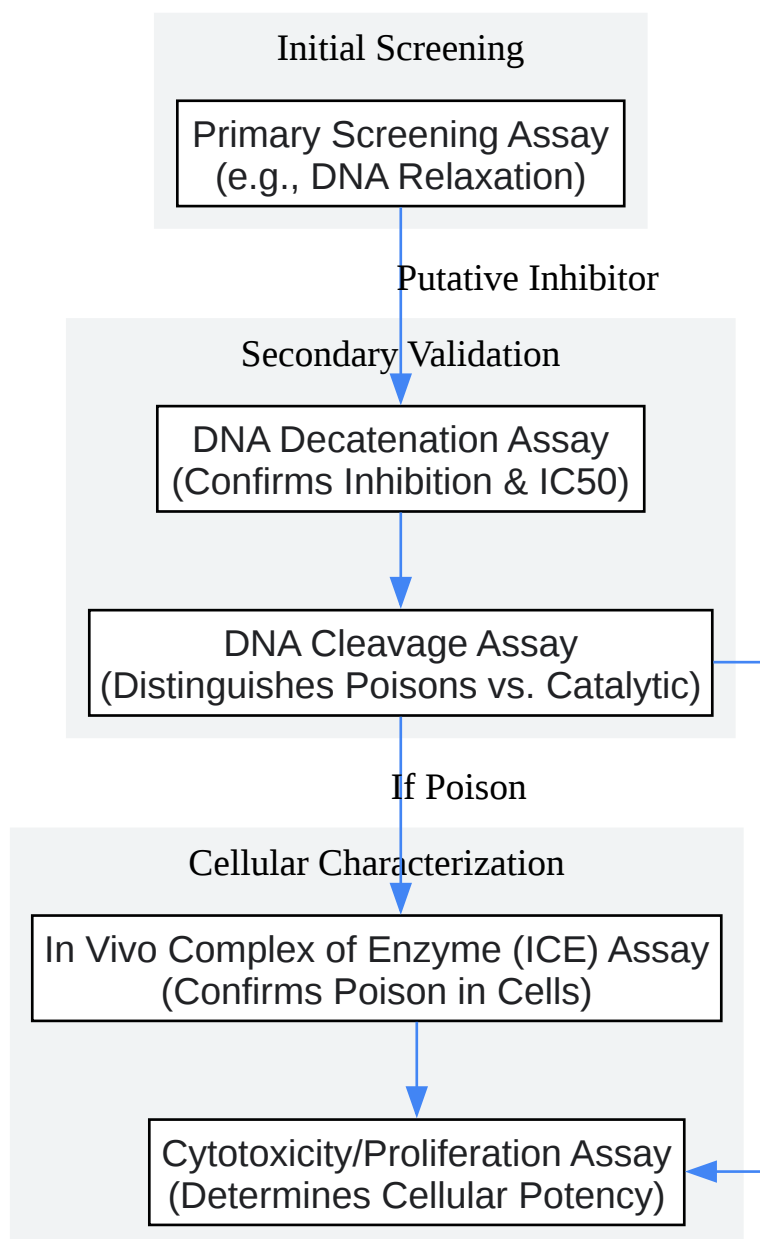 Initial Screening
Primary Screening Assay
(e.g., DNA Relaxation)
Putative Inhibitor
Secondary Validation
DNA Decatenation Assay
(Confirms Inhibition & IC50)
DNA Cleavage Assay
(Distinguishes Poisons vs. Catalytic)
If Poison
Cellular Characterization
In Vivo Complex of Enzyme (ICE) Assay
(Confirms Poison in Cells)
Cytotoxicity/Proliferation Assay
(Determines Cellular Potency)